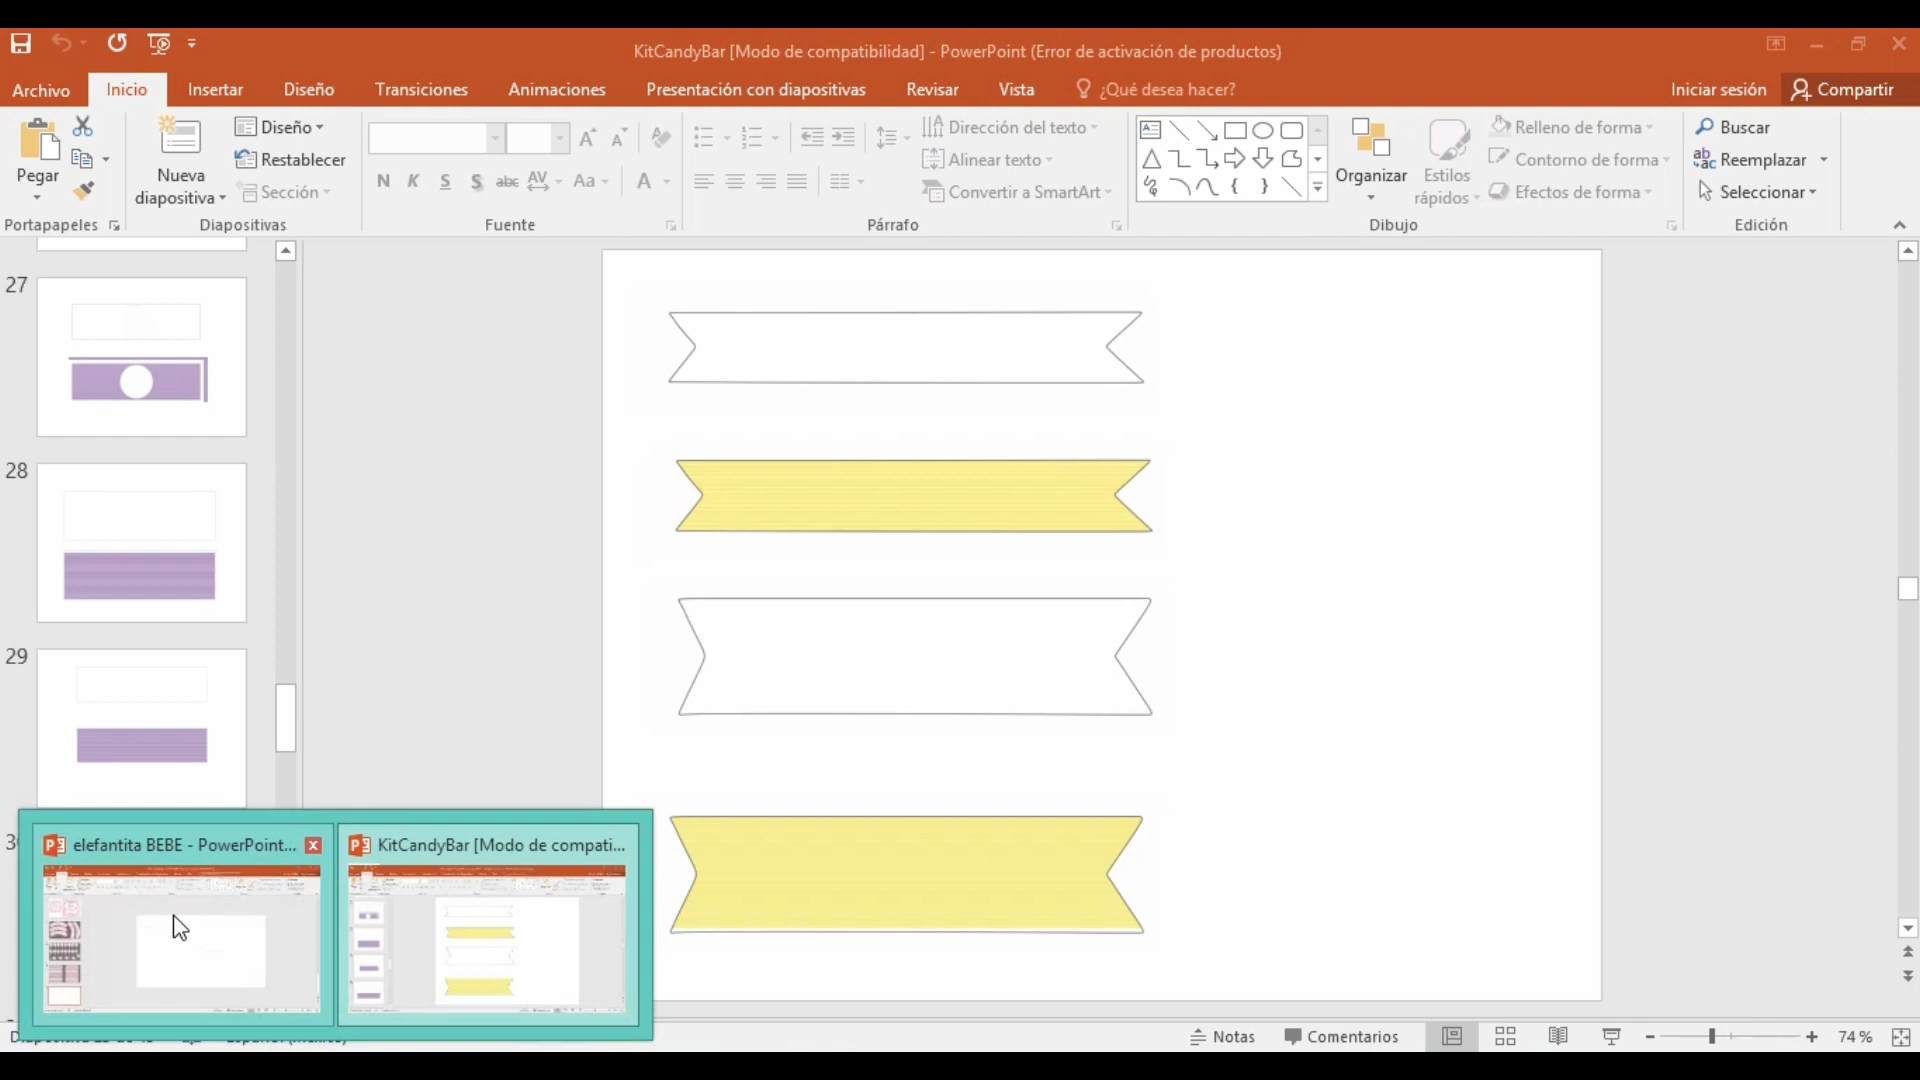 KitCandyBar [Modo de compatibilidad] - PowerPoint (Error de activación de productos)
Archivo Inicio Insertar Diseño Transiciones Animaciones Presentación con diapositivas Revisar Vista ¿Qué desea hacer? Iniciar sesión Compartir
Pegar
Nueva diapositiva
Diseño
Restablecer
Sección
N K S S abc AV Aa A
Dirección del texto
Alinear texto
Convertir a SmartArt
Organizar
Estilos rápidos
Relleno de forma
Contorno de forma
Efectos de forma
Buscar
Reemplazar
Seleccionar
Portapapeles Diapositivas Fuente Párrafo Dibujo Edición
27
28
29
elefantita BEBE - PowerPoint...
KitCandyBar [Modo de compati...
Notas Comentarios 74 %